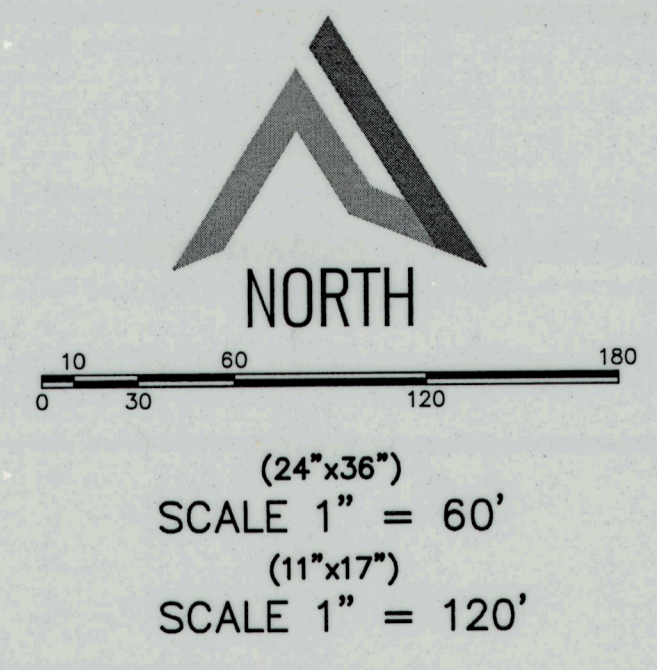 NORTH
10 60 180
0 30 120
(24"x36")
SCALE 1" = 60'
(11"x17")
SCALE 1" = 120'